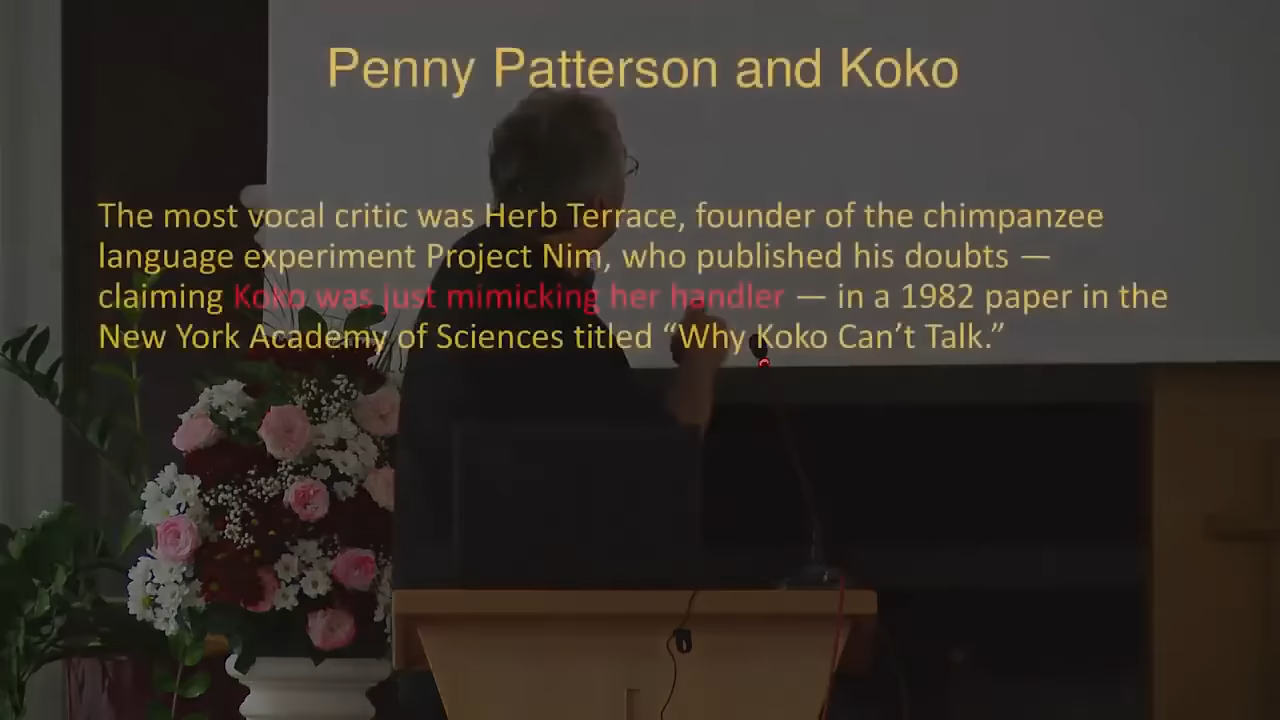 Penny Patterson and Koko
The most vocal critic was Herb Terrace, founder of the chimpanzee
language experiment Project Nim, who published his doubts —
claiming Koko was just mimicking her handler — in a 1982 paper in the
New York Academy of Sciences titled “Why Koko Can’t Talk.”